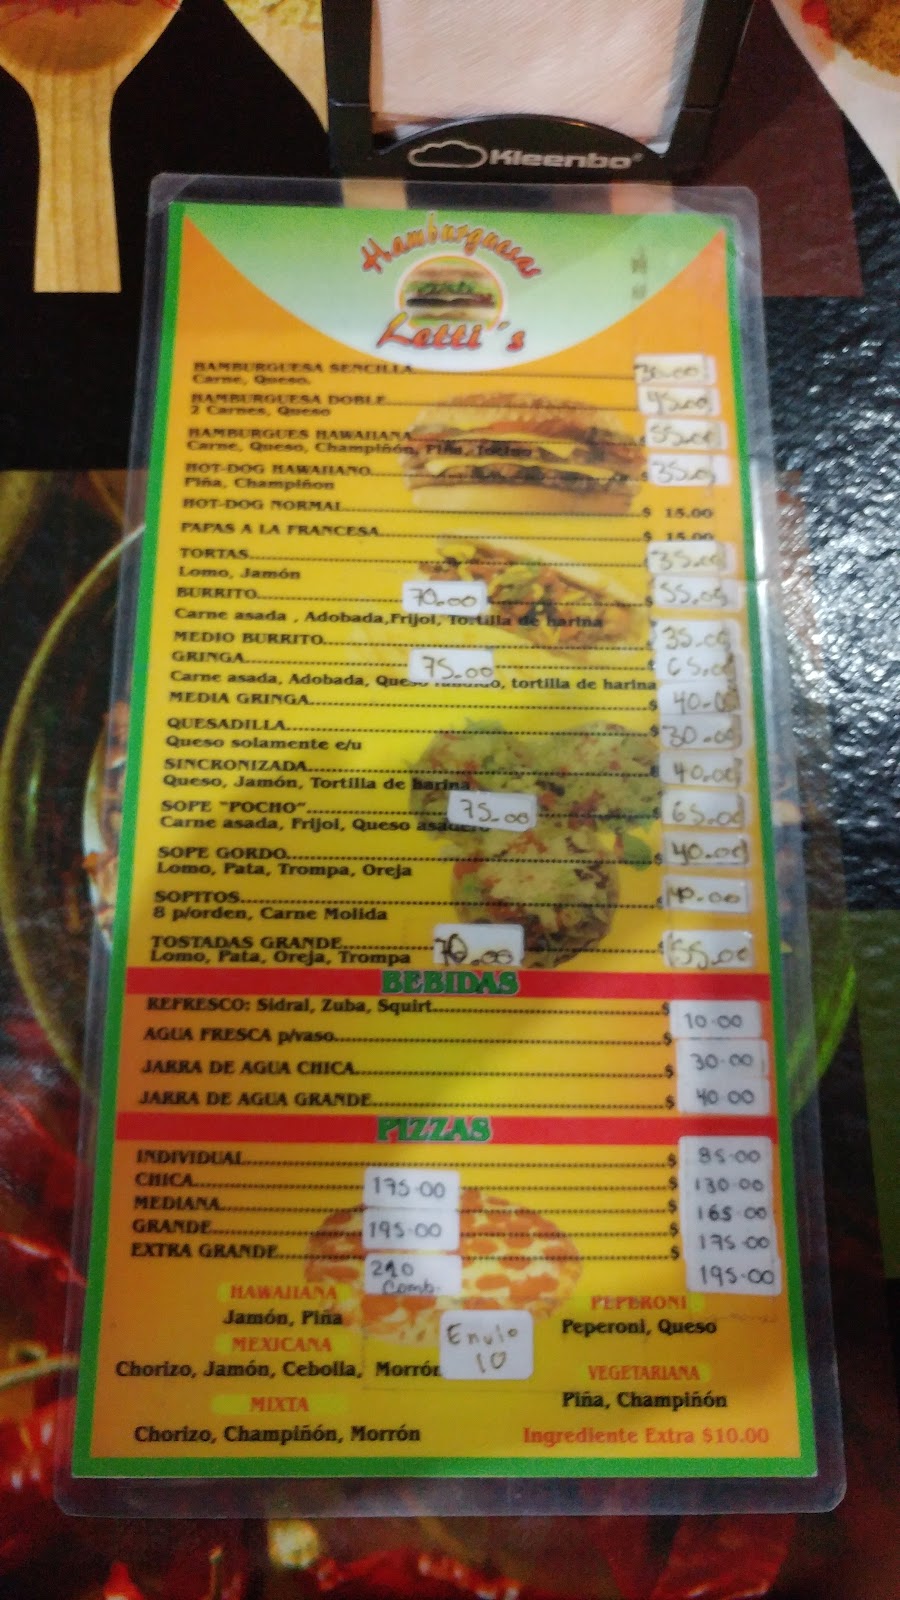 Kleenbo®
Hamburguesas
Letti's
HAMBURGUESA SENCILLA
Carne, Queso.
HAMBURGUESA DOBLE 45.00
2 Carnes, Queso
HAMBURGUES HAWAIIANA 55.00
Carne, Queso, Champiñón, Piña, Tocino
HOT-DOG HAWAIIANO $ 35.00
Piña, Champiñon
HOT-DOG NORMAL $ 15.00
PAPAS A LA FRANCESA $ 15.00
TORTAS 35.00
Lomo, Jamón
BURRITO 70.00 $ 55.00
Carne asada , Adobada,Frijol, Tortilla de harina
MEDIO BURRITO 35.00
GRINGA 75.00 65.00
Carne asada, Adobada, Queso fundido, tortilla de harina
MEDIA GRINGA $ 40.00
QUESADILLA $ 30.00
Queso solamente e/u
SINCRONIZADA 40.00
Queso, Jamón, Tortilla de harina
SOPE "POCHO" 75.00 $ 65.00
Carne asada, Frijol, Queso asadero
SOPE GORDO $ 40.00
Lomo, Pata, Trompa, Oreja
SOPITOS 40.00
8 p/orden, Carne Molida
TOSTADAS GRANDE 70.00 55.00
Lomo, Pata, Oreja, Trompa
BEBIDAS
REFRESCO: Sidral, Zuba, Squirt $ 10.00
AGUA FRESCA p/vaso $
JARRA DE AGUA CHICA $ 30.00
JARRA DE AGUA GRANDE $ 40.00
PIZZAS
INDIVIDUAL $ 85.00
CHICA $ 130.00
MEDIANA 175.00 $ 165.00
GRANDE 195.00 $ 175.00
EXTRA GRANDE 210 $ 195.00
Comb.
HAWAIIANA
Jamón, Piña
MEXICANA
Chorizo, Jamón, Cebolla, Morrón
MIXTA
Chorizo, Champiñón, Morrón
Envio
10
PEPERONI
Peperoni, Queso
VEGETARIANA
Piña, Champiñón
Ingrediente Extra $10.00